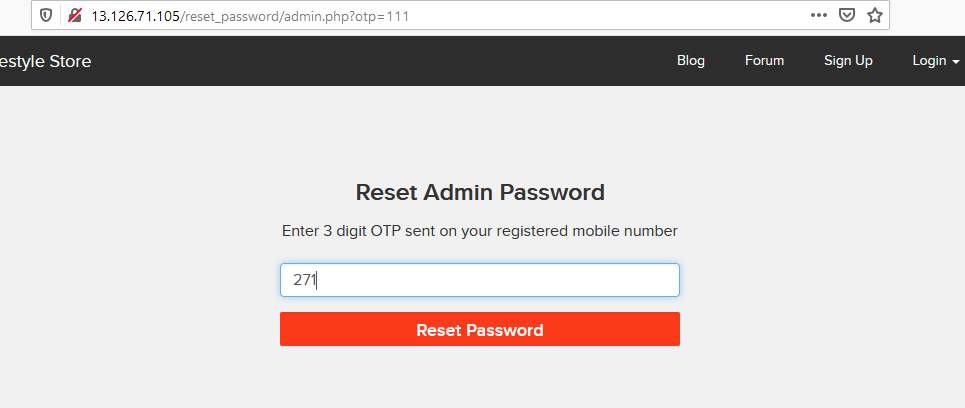 13.126.71.105/reset_password/admin.php?otp=111
estyle Store Blog Forum Sign Up Login
Reset Admin Password
Enter 3 digit OTP sent on your registered mobile number
271
Reset Password